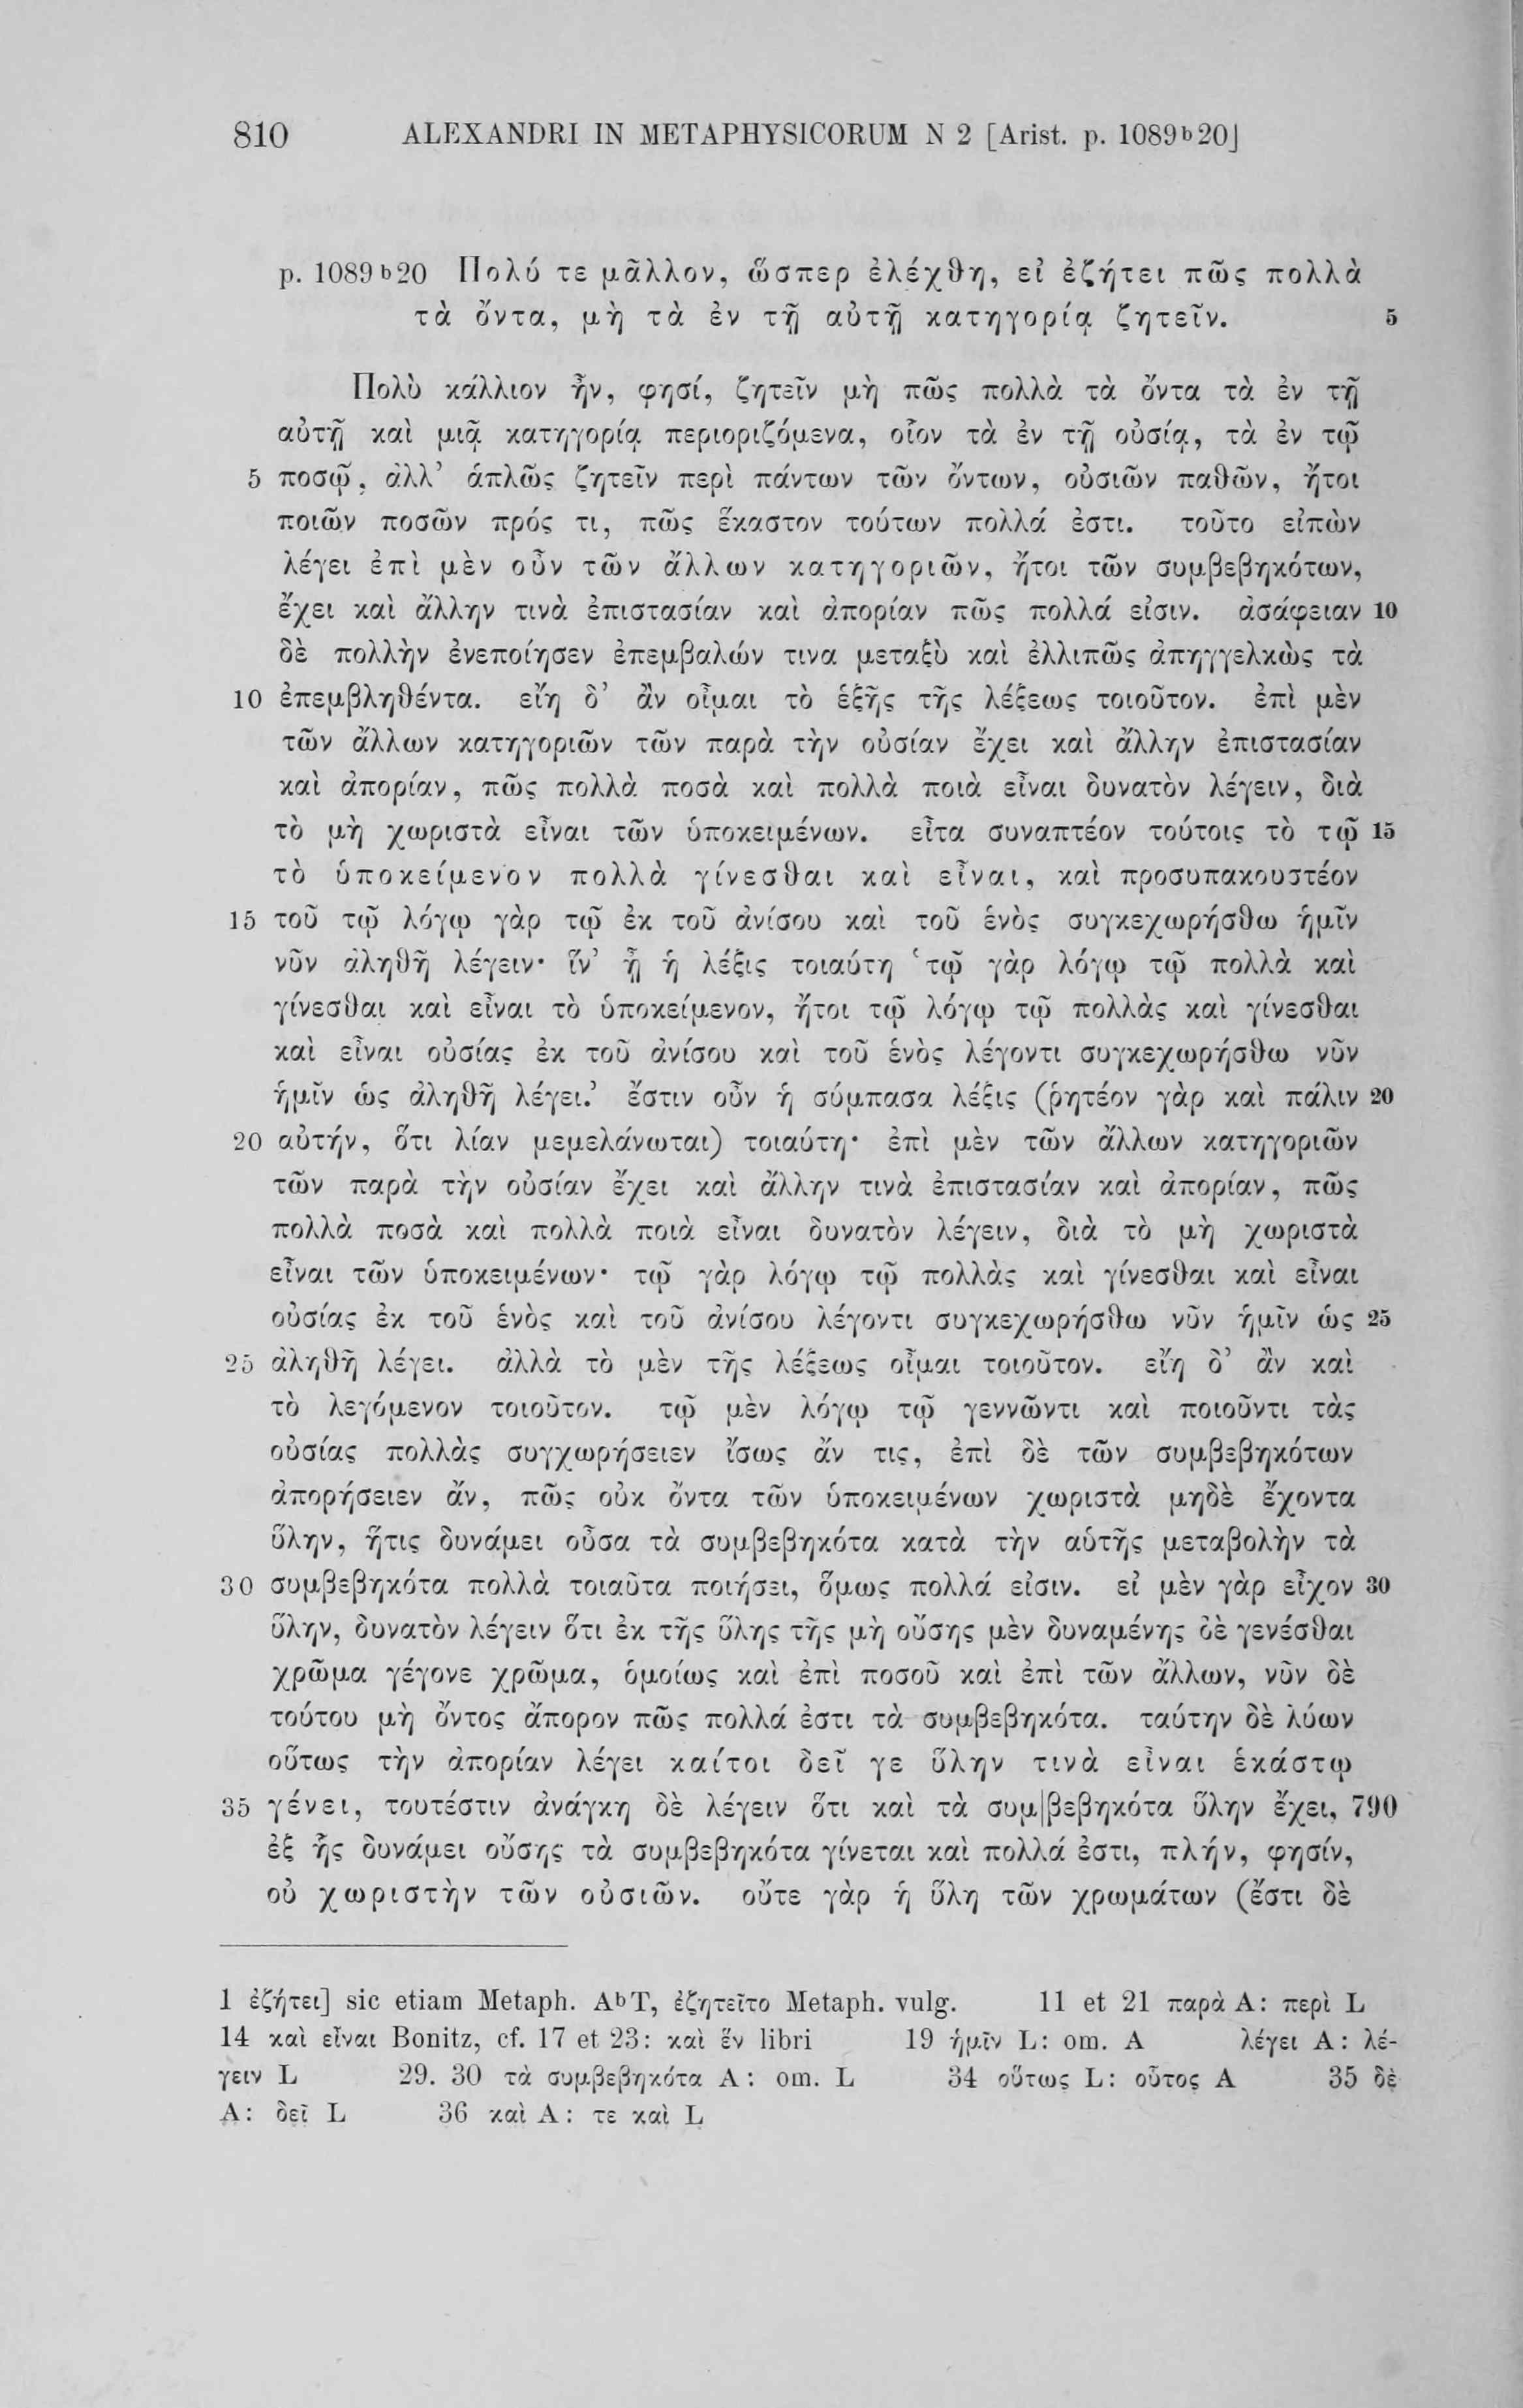 810 ALEXANDRI IN METAPHYSICORUM N 2 [Arist. p. 1089ᵇ20]
p. 1089ᵇ20 Πολύ τε μᾶλλον, ὥσπερ ἐλέχθη, εἰ ἐζήτει πῶς πολλὰ
τὰ ὄντα, μὴ τὰ ἐν τῇ αὐτῇ κατηγορίᾳ ζητεῖν. 5
Πολὺ κάλλιον ἦν, φησί, ζητεῖν μὴ πῶς πολλὰ τὰ ὄντα τὰ ἐν τῇ
αὐτῇ καὶ μιᾷ κατηγορίᾳ περιοριζόμενα, οἷον τὰ ἐν τῇ οὐσίᾳ, τὰ ἐν τῷ
5 ποσῷ, ἀλλ’ ἁπλῶς ζητεῖν περὶ πάντων τῶν ὄντων, οὐσιῶν παθῶν, ἤτοι
ποιῶν ποσῶν πρός τι, πῶς ἕκαστον τούτων πολλά ἐστι. τοῦτο εἰπὼν
λέγει ἐπὶ μὲν οὖν τῶν ἄλλων κατηγοριῶν, ἤτοι τῶν συμβεβηκότων,
ἔχει καὶ ἄλλην τινὰ ἐπιστασίαν καὶ ἀπορίαν πῶς πολλά εἰσιν. ἀσάφειαν 10
δὲ πολλὴν ἐνεποίησεν ἐπεμβαλών τινα μεταξὺ καὶ ἐλλιπῶς ἀπηγγελκὼς τὰ
10 ἐπεμβληθέντα. εἴη δ’ ἂν οἶμαι τὸ ἑξῆς τῆς λέξεως τοιοῦτον. ἐπὶ μὲν
τῶν ἄλλων κατηγοριῶν τῶν παρὰ τὴν οὐσίαν ἔχει καὶ ἄλλην ἐπιστασίαν
καὶ ἀπορίαν, πῶς πολλὰ ποσὰ καὶ πολλὰ ποιὰ εἶναι δυνατὸν λέγειν, διὰ
τὸ μὴ χωριστὰ εἶναι τῶν ὑποκειμένων. εἶτα συναπτέον τούτοις τὸ τῷ 15
τὸ ὑποκείμενον πολλὰ γίνεσθαι καὶ εἶναι, καὶ προσυπακουστέον
15 τοῦ τῷ λόγῳ γὰρ τῷ ἐκ τοῦ ἀνίσου καὶ τοῦ ἑνὸς συγκεχωρήσθω ἡμῖν
νῦν ἀληθῆ λέγειν· ἵν’ ᾖ ἡ λέξις τοιαύτη ‘τῷ γὰρ λόγῳ τῷ πολλὰ καὶ
γίνεσθαι καὶ εἶναι τὸ ὑποκείμενον, ἤτοι τῷ λόγῳ τῷ πολλὰς καὶ γίνεσθαι
καὶ εἶναι οὐσίας ἐκ τοῦ ἀνίσου καὶ τοῦ ἑνὸς λέγοντι συγκεχωρήσθω νῦν
ἡμῖν ὡς ἀληθῆ λέγει.’ ἔστιν οὖν ἡ σύμπασα λέξις (ῥητέον γὰρ καὶ πάλιν 20
20 αὐτήν, ὅτι λίαν μεμελάνωται) τοιαύτη· ἐπὶ μὲν τῶν ἄλλων κατηγοριῶν
τῶν παρὰ τὴν οὐσίαν ἔχει καὶ ἄλλην τινὰ ἐπιστασίαν καὶ ἀπορίαν, πῶς
πολλὰ ποσὰ καὶ πολλὰ ποιὰ εἶναι δυνατὸν λέγειν, διὰ τὸ μὴ χωριστὰ
εἶναι τῶν ὑποκειμένων· τῷ γὰρ λόγῳ τῷ πολλὰς καὶ γίνεσθαι καὶ εἶναι
οὐσίας ἐκ τοῦ ἑνὸς καὶ τοῦ ἀνίσου λέγοντι συγκεχωρήσθω νῦν ἡμῖν ὡς 25
25 ἀληθῆ λέγει. ἀλλὰ τὸ μὲν τῆς λέξεως οἶμαι τοιοῦτον. εἴη δ’ ἂν καὶ
τὸ λεγόμενον τοιοῦτον. τῷ μὲν λόγῳ τῷ γεννῶντι καὶ ποιοῦντι τὰς
οὐσίας πολλὰς συγχωρήσειεν ἴσως ἄν τις, ἐπὶ δὲ τῶν συμβεβηκότων
ἀπορήσειεν ἄν, πῶς οὐκ ὄντα τῶν ὑποκειμένων χωριστὰ μηδὲ ἔχοντα
ὕλην, ἥτις δυνάμει οὖσα τὰ συμβεβηκότα κατὰ τὴν αὑτῆς μεταβολὴν τὰ
30 συμβεβηκότα πολλὰ τοιαῦτα ποιήσει, ὅμως πολλά εἰσιν. εἰ μὲν γὰρ εἶχον 30
ὕλην, δυνατὸν λέγειν ὅτι ἐκ τῆς ὕλης τῆς μὴ οὔσης μὲν δυναμένης δὲ γενέσθαι
χρῶμα γέγονε χρῶμα, ὁμοίως καὶ ἐπὶ ποσοῦ καὶ ἐπὶ τῶν ἄλλων, νῦν δὲ
τούτου μὴ ὄντος ἄπορον πῶς πολλά ἐστι τὰ συμβεβηκότα. ταύτην δὲ λύων
οὕτως τὴν ἀπορίαν λέγει καίτοι δεῖ γε ὕλην τινὰ εἶναι ἑκάστῳ
35 γένει, τουτέστιν ἀνάγκη δὲ λέγειν ὅτι καὶ τὰ συμ|βεβηκότα ὕλην ἔχει, 790
ἐξ ἧς δυνάμει οὔσης τὰ συμβεβηκότα γίνεται καὶ πολλά ἐστι, πλήν, φησίν,
οὐ χωριστὴν τῶν οὐσιῶν. οὔτε γὰρ ἡ ὕλη τῶν χρωμάτων (ἔστι δὲ
1 ἐζήτει] sic etiam Metaph. AᵇT, ἐζητεῖτο Metaph. vulg. 11 et 21 παρὰ A: περὶ L
14 καὶ εἶναι Bonitz, cf. 17 et 23: καὶ ἓν libri 19 ἡμῖν L: om. A λέγει A: λέ-
γειν L 29. 30 τὰ συμβεβηκότα A: om. L 34 οὕτως L: οὗτος A 35 δὲ
A: δεῖ L 36 καὶ A: τε καὶ L